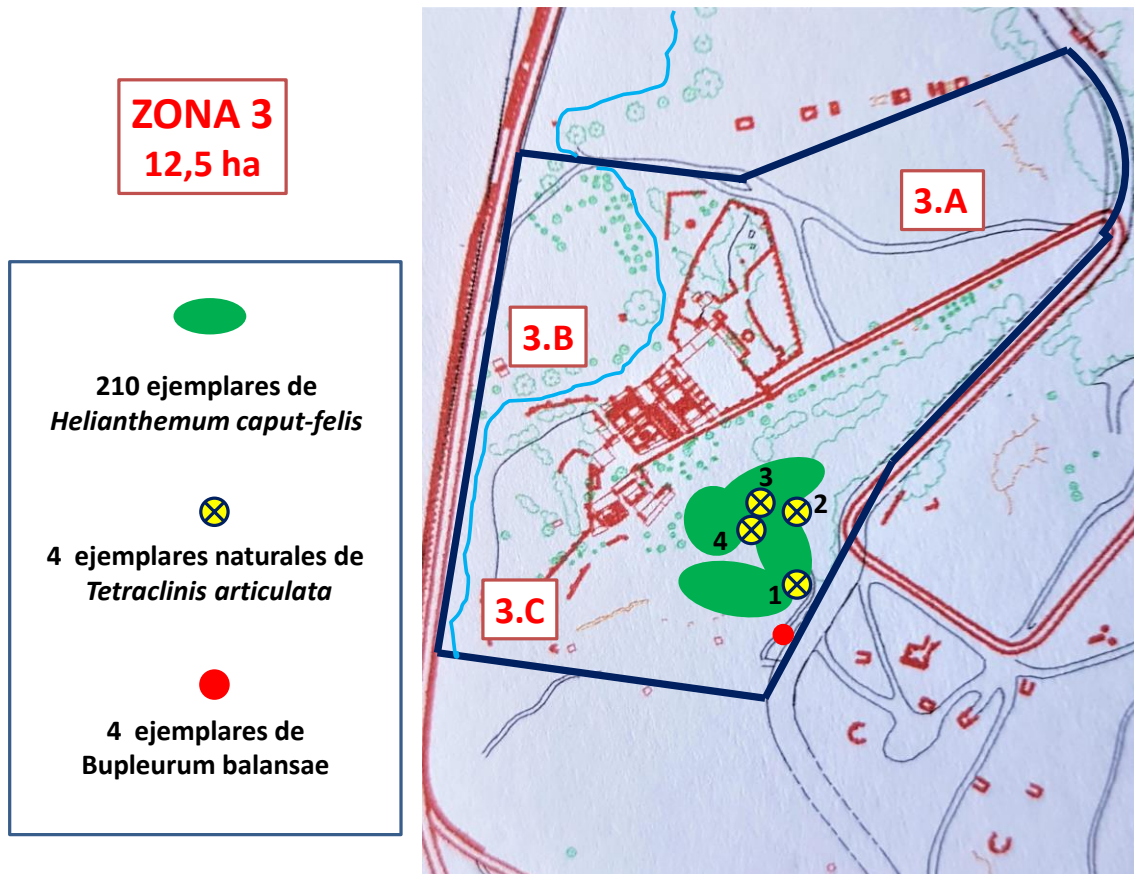 ZONA 3
12,5 ha
210 ejemplares de
Helianthemum caput-felis
4 ejemplares naturales de
Tetraclinis articulata
4 ejemplares de
Bupleurum balansae
3.A
3.B
3
2
4
1
3.C